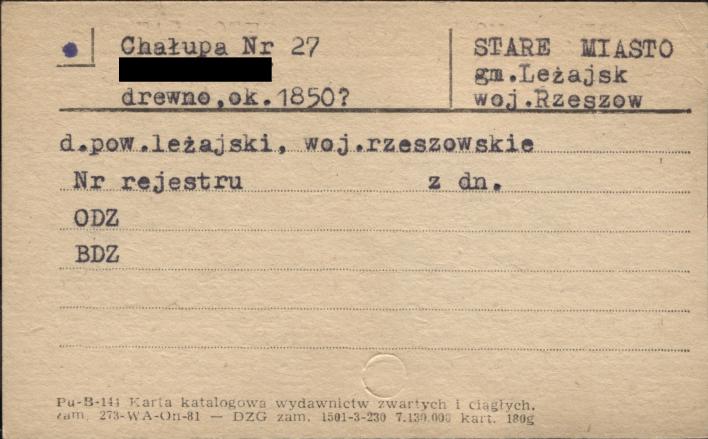 Chałupa Nr 27
drewno,ok.1850?
STARE MIASTO
gm.Leżajsk
woj.Rzeszow
d.pow.leżajski, woj.rzeszowskie
Nr rejestru z dn.
ODZ
BDZ
Pu-B-141 Karta katalogowa wydawnictw zwartych i ciągłych.
zam. 273-WA-On-81 — DZG zam. 1501-3-230 7.130.000 kart. 180g